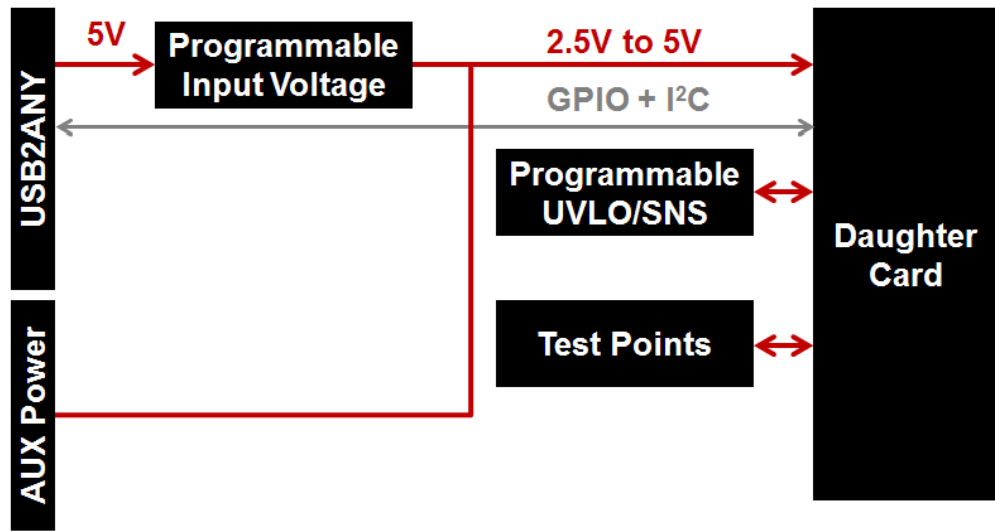 USB2ANY
5V
Programmable
Input Voltage
2.5V to 5V
GPIO + I²C
Programmable
UVLO/SNS
Daughter
Card
Test Points
AUX Power